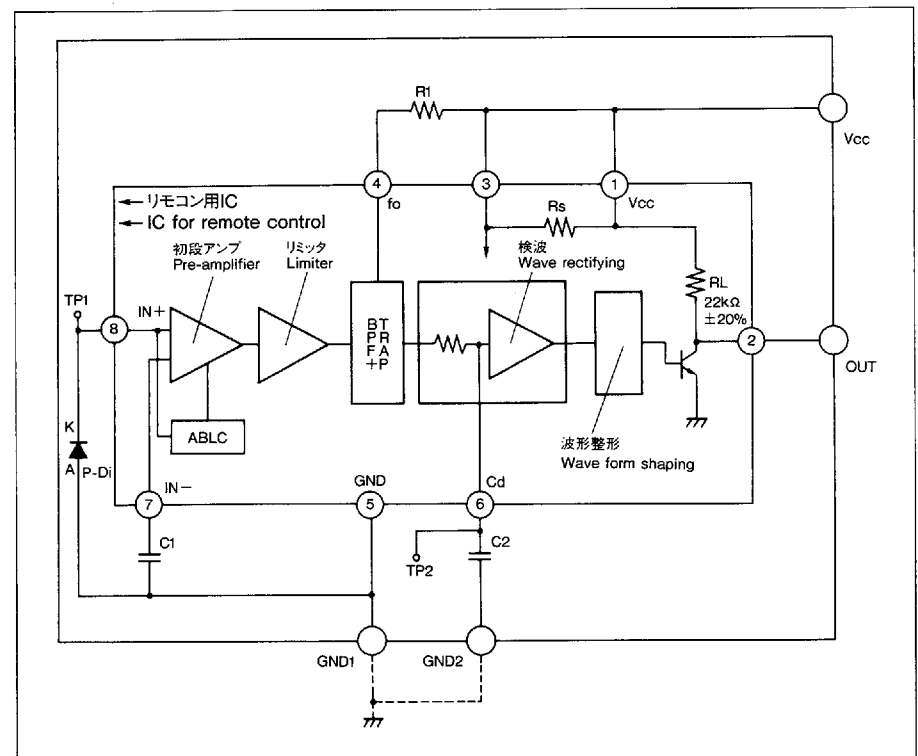 R1
Vcc
4
fo
3
1
Vcc
リモコン用IC
IC for remote control
Rs
初段アンプ
Pre-amplifier
リミッタ
Limiter
検波
Wave rectifying
RL
22kΩ
±20%
TP1
8
IN+
BPF+
TRAP
2
OUT
ABLC
K
A
P-Di
波形整形
Wave form shaping
IN−
7
GND
5
Cd
6
C1
C2
TP2
GND1
GND2